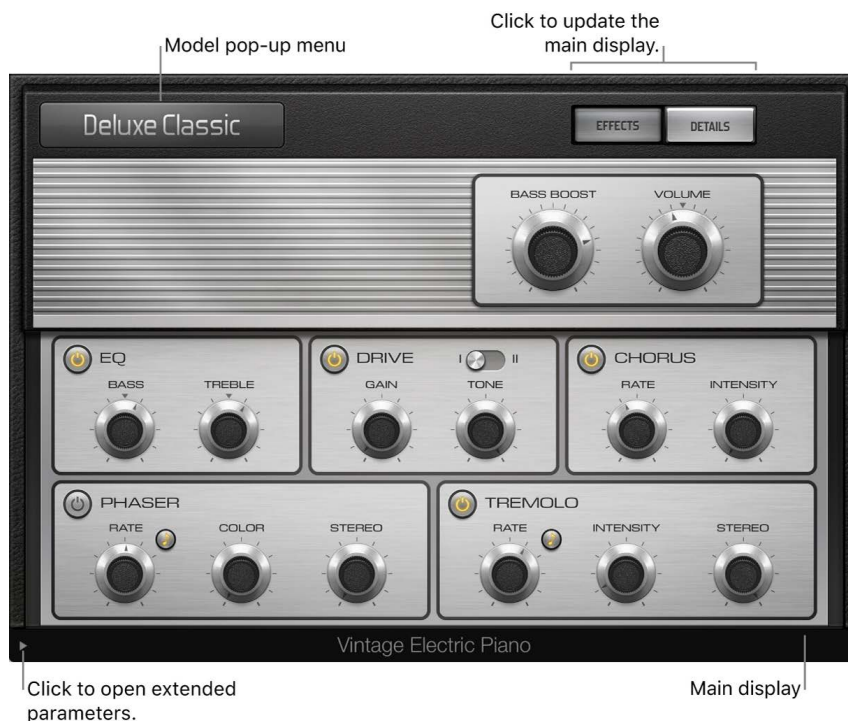 Click to update the
main display.
Model pop-up menu
Deluxe Classic
EFFECTS
DETAILS
BASS BOOST
VOLUME
EQ
BASS
TREBLE
DRIVE
I
II
GAIN
TONE
CHORUS
RATE
INTENSITY
PHASER
RATE
COLOR
STEREO
TREMOLO
RATE
INTENSITY
STEREO
Vintage Electric Piano
Click to open extended
parameters.
Main display